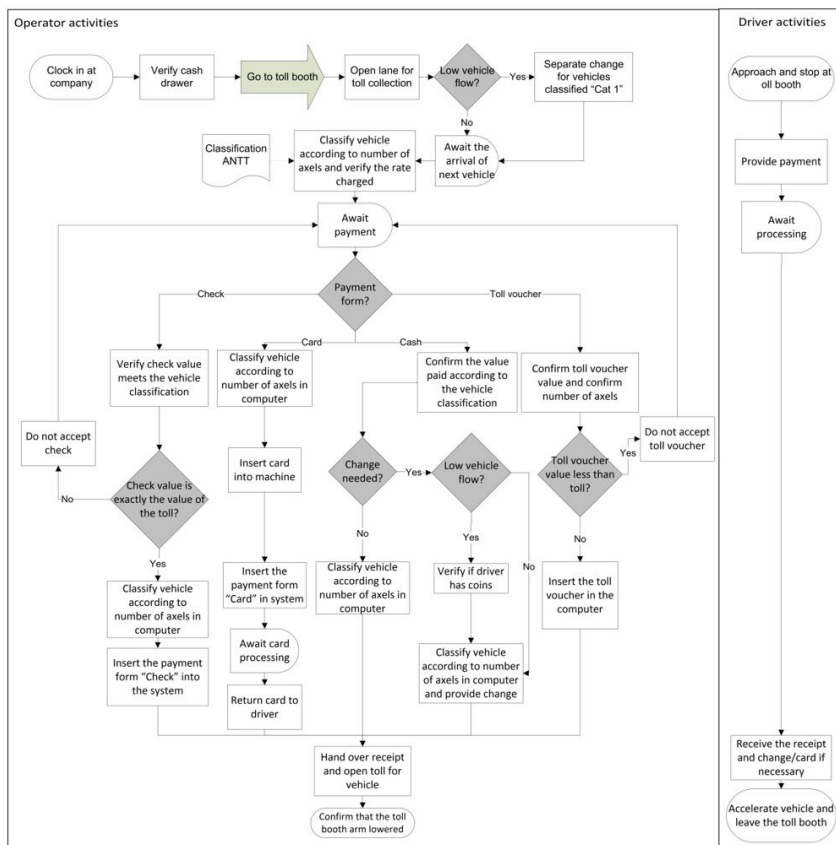 Operator activities
Driver activities
Clock in at
company
Verify cash
drawer
Go to toll booth
Open lane for
toll collection
Low vehicle
flow?
Yes
Separate change
for vehicles
classified “Cat 1”
No
Approach and stop at
oll booth
Classification
ANTT
Classify vehicle
according to number of
axels and verify the rate
charged
Await the
arrival of
next vehicle
Provide payment
Await
payment
Await
processing
Payment
form?
Check
Toll voucher
Card
Cash
Verify check value
meets the vehicle
classification
Classify vehicle
according to
number of axels in
computer
Confirm the value
paid according to
the vehicle
classification
Confirm toll voucher
value and confirm
number of axels
Do not accept
check
Do not accept
toll voucher
Insert card
into machine
Change
needed?
Yes
Low vehicle
flow?
Toll voucher
value less than
toll?
Yes
Check value is
exactly the value of
the toll?
No
No
Yes
No
No
Yes
Insert the
payment form
“Card” in system
Classify vehicle
according to
number of axels in
computer
Verify if driver
has coins
Insert the toll
voucher in the
computer
Classify vehicle
according to
number of axels in
computer
Await card
processing
Classify vehicle
according to number
of axels in computer
and provide change
Insert the payment
form “Check” into
the system
Return card to
driver
Hand over receipt
and open toll for
vehicle
Receive the receipt
and change/card if
necessary
Confirm that the toll
booth arm lowered
Accelerate vehicle and
leave the toll booth